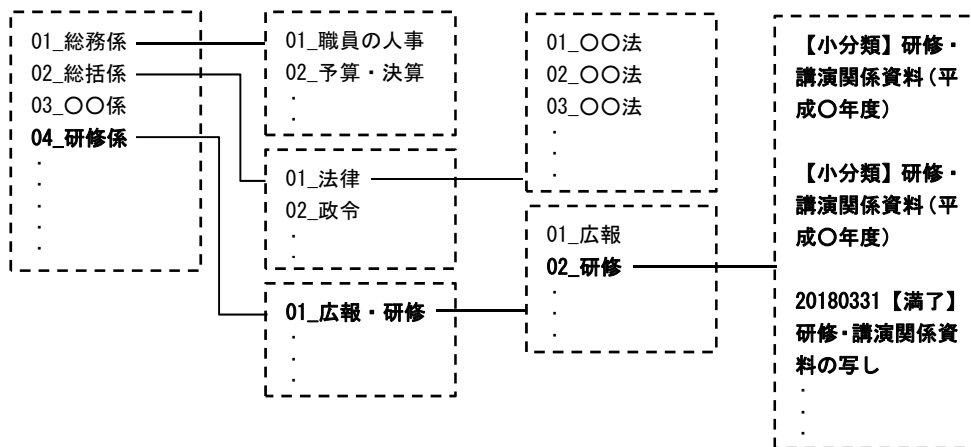 01_総務係
02_総括係
03_〇〇係
04_研修係
・
・
・
・
01_職員の人事
02_予算・決算
・
・
01_法律
02_政令
・
・
01_広報・研修
・
・
・
01_〇〇法
02_〇〇法
03_〇〇法
・
・
・
01_広報
02_研修
・
・
・
【小分類】研修・
講演関係資料(平
成〇年度)
【小分類】研修・
講演関係資料(平
成〇年度)
20180331【満了】
研修・講演関係資
料の写し
・
・
・